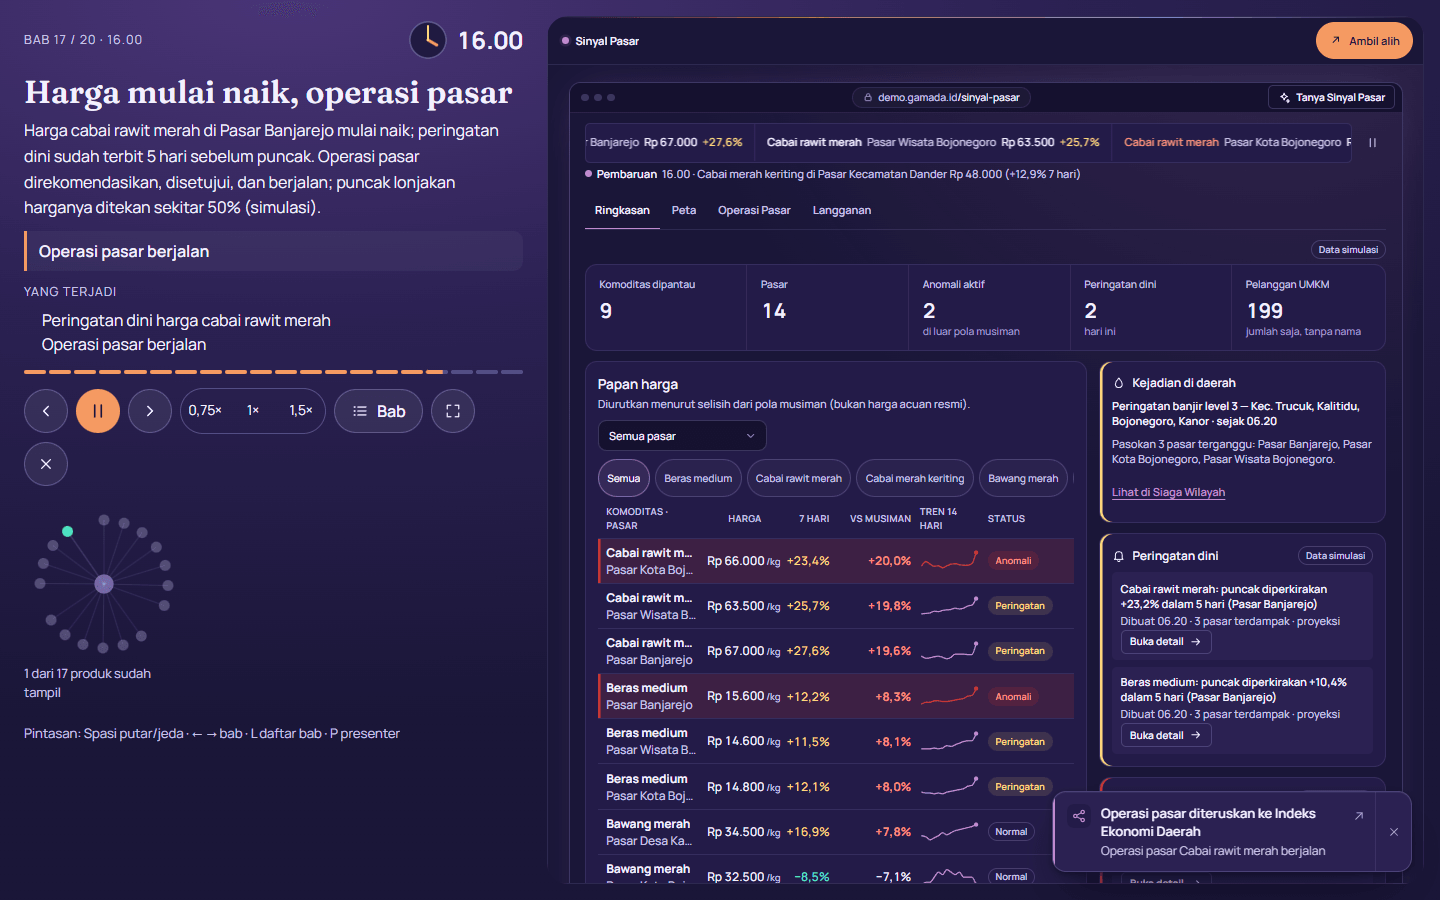 BAB 17 / 20 · 16.00
16.00
Harga mulai naik, operasi pasar
Harga cabai rawit merah di Pasar Banjarejo mulai naik; peringatan
dini sudah terbit 5 hari sebelum puncak. Operasi pasar
direkomendasikan, disetujui, dan berjalan; puncak lonjakan
harganya ditekan sekitar 50% (simulasi).
Operasi pasar berjalan
YANG TERJADI
Peringatan dini harga cabai rawit merah
Operasi pasar berjalan
0,75× 1× 1,5×
Bab
1 dari 17 produk sudah
tampil
Pintasan: Spasi putar/jeda · ← → bab · L daftar bab · P presenter
Sinyal Pasar
Ambil alih
demo.gamada.id/sinyal-pasar
Tanya Sinyal Pasar
Banjarejo Rp 67.000 +27,6% Cabai rawit merah Pasar Wisata Bojonegoro Rp 63.500 +25,7% Cabai rawit merah Pasar Kota Bojonegoro
Pembaruan 16.00 · Cabai merah keriting di Pasar Kecamatan Dander Rp 48.000 (+12,9% 7 hari)
Ringkasan Peta Operasi Pasar Langganan
Data simulasi
Komoditas dipantau
9
Pasar
14
Anomali aktif
2
di luar pola musiman
Peringatan dini
2
hari ini
Pelanggan UMKM
199
jumlah saja, tanpa nama
Papan harga
Diurutkan menurut selisih dari pola musiman (bukan harga acuan resmi).
Semua pasar
Semua Beras medium Cabai rawit merah Cabai merah keriting Bawang merah
KOMODITAS · PASAR HARGA 7 HARI VS MUSIMAN TREN 14 HARI STATUS
Cabai rawit m... Rp 66.000 /kg +23,4% +20,0% Anomali
Pasar Kota Boj...
Cabai rawit m... Rp 63.500 /kg +25,7% +19,8% Peringatan
Pasar Wisata B...
Cabai rawit m... Rp 67.000 /kg +27,6% +19,6% Peringatan
Pasar Banjarejo
Beras medium Rp 15.600 /kg +12,2% +8,3% Anomali
Pasar Banjarejo
Beras medium Rp 14.600 /kg +11,5% +8,1% Peringatan
Pasar Wisata B...
Beras medium Rp 14.800 /kg +12,1% +8,0% Peringatan
Pasar Kota Boj...
Bawang merah Rp 34.500 /kg +16,9% +7,8% Normal
Pasar Desa Ka...
Bawang merah Rp 32.500 /kg −8,5% −7,1% Normal
Kejadian di daerah
Peringatan banjir level 3 — Kec. Trucuk, Kalitidu,
Bojonegoro, Kanor · sejak 06.20
Pasokan 3 pasar terganggu: Pasar Banjarejo, Pasar
Kota Bojonegoro, Pasar Wisata Bojonegoro.
Lihat di Siaga Wilayah
Peringatan dini
Data simulasi
Cabai rawit merah: puncak diperkirakan
+23,2% dalam 5 hari (Pasar Banjarejo)
Dibuat 06.20 · 3 pasar terdampak · proyeksi
Buka detail →
Beras medium: puncak diperkirakan +10,4%
dalam 5 hari (Pasar Banjarejo)
Dibuat 06.20 · 3 pasar terdampak · proyeksi
Buka detail →
Operasi pasar diteruskan ke Indeks
Ekonomi Daerah
Operasi pasar Cabai rawit merah berjalan